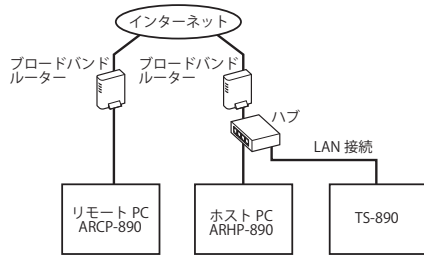 インターネット
ブロードバンド
ルーター
ブロードバンド
ルーター
ハブ
LAN 接続
リモート PC
ARCP-890
ホスト PC
ARHP-890
TS-890